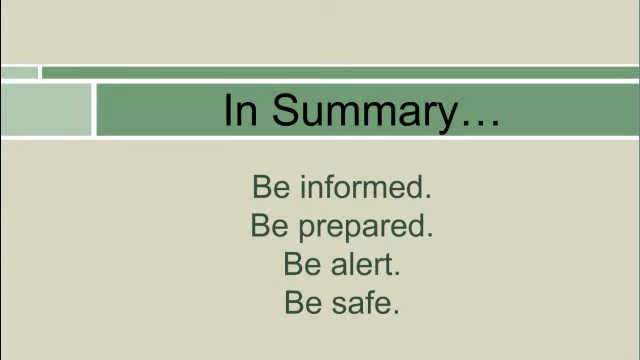 In Summary…
Be informed.
Be prepared.
Be alert.
Be safe.